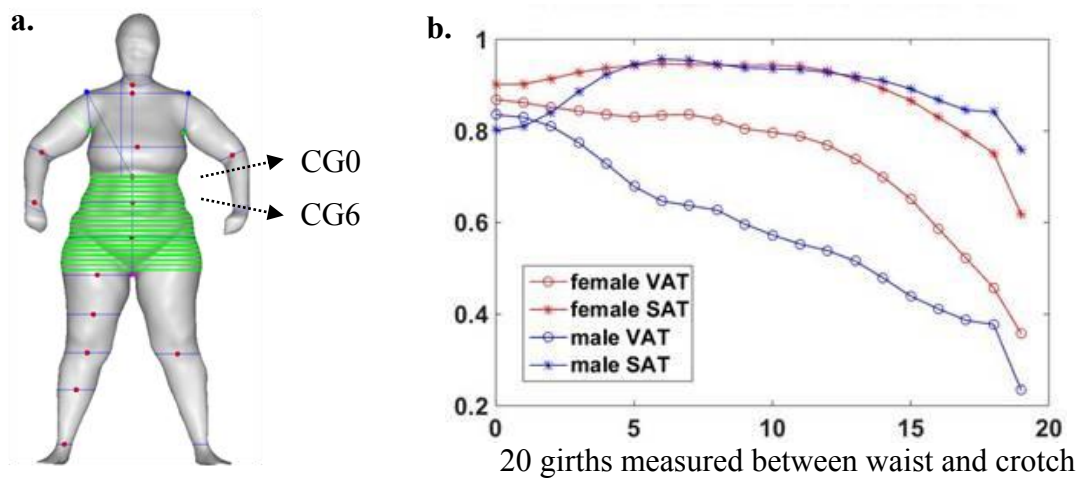 a.
CG0
CG6
b.
1
0.8
0.6
0.4
0.2
female VAT
female SAT
male VAT
male SAT
0 5 10 15 20
20 girths measured between waist and crotch